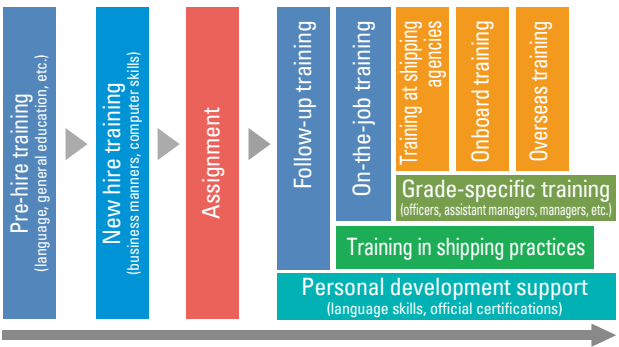 Pre-hire training
(language, general education, etc.)
New hire training
(business manners, computer skills)
Assignment
Follow-up training
On-the-job training
Training at shipping
agencies
Onboard training
Overseas training
Grade-specific training
(officers, assistant managers, managers, etc.)
Training in shipping practices
Personal development support
(language skills, official certifications)